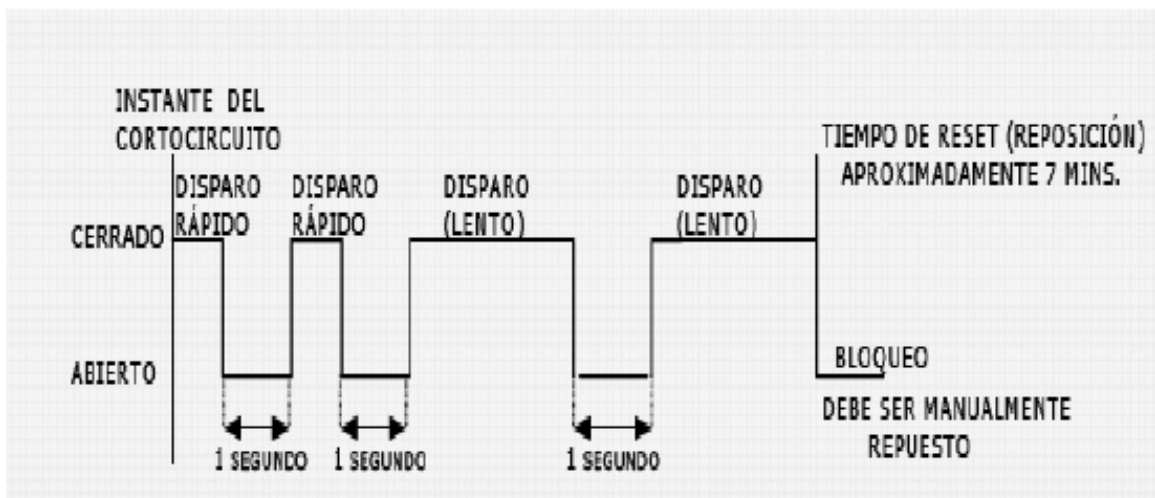 INSTANTE DEL
CORTOCIRCUITO
TIEMPO DE RESET (REPOSICIÓN)
APROXIMADAMENTE 7 MINS.
DISPARO
RÁPIDO
DISPARO
RÁPIDO
DISPARO
(LENTO)
DISPARO
(LENTO)
CERRADO
ABIERTO
BLOQUEO
DEBE SER MANUALMENTE
REPUESTO
1 SEGUNDO
1 SEGUNDO
1 SEGUNDO